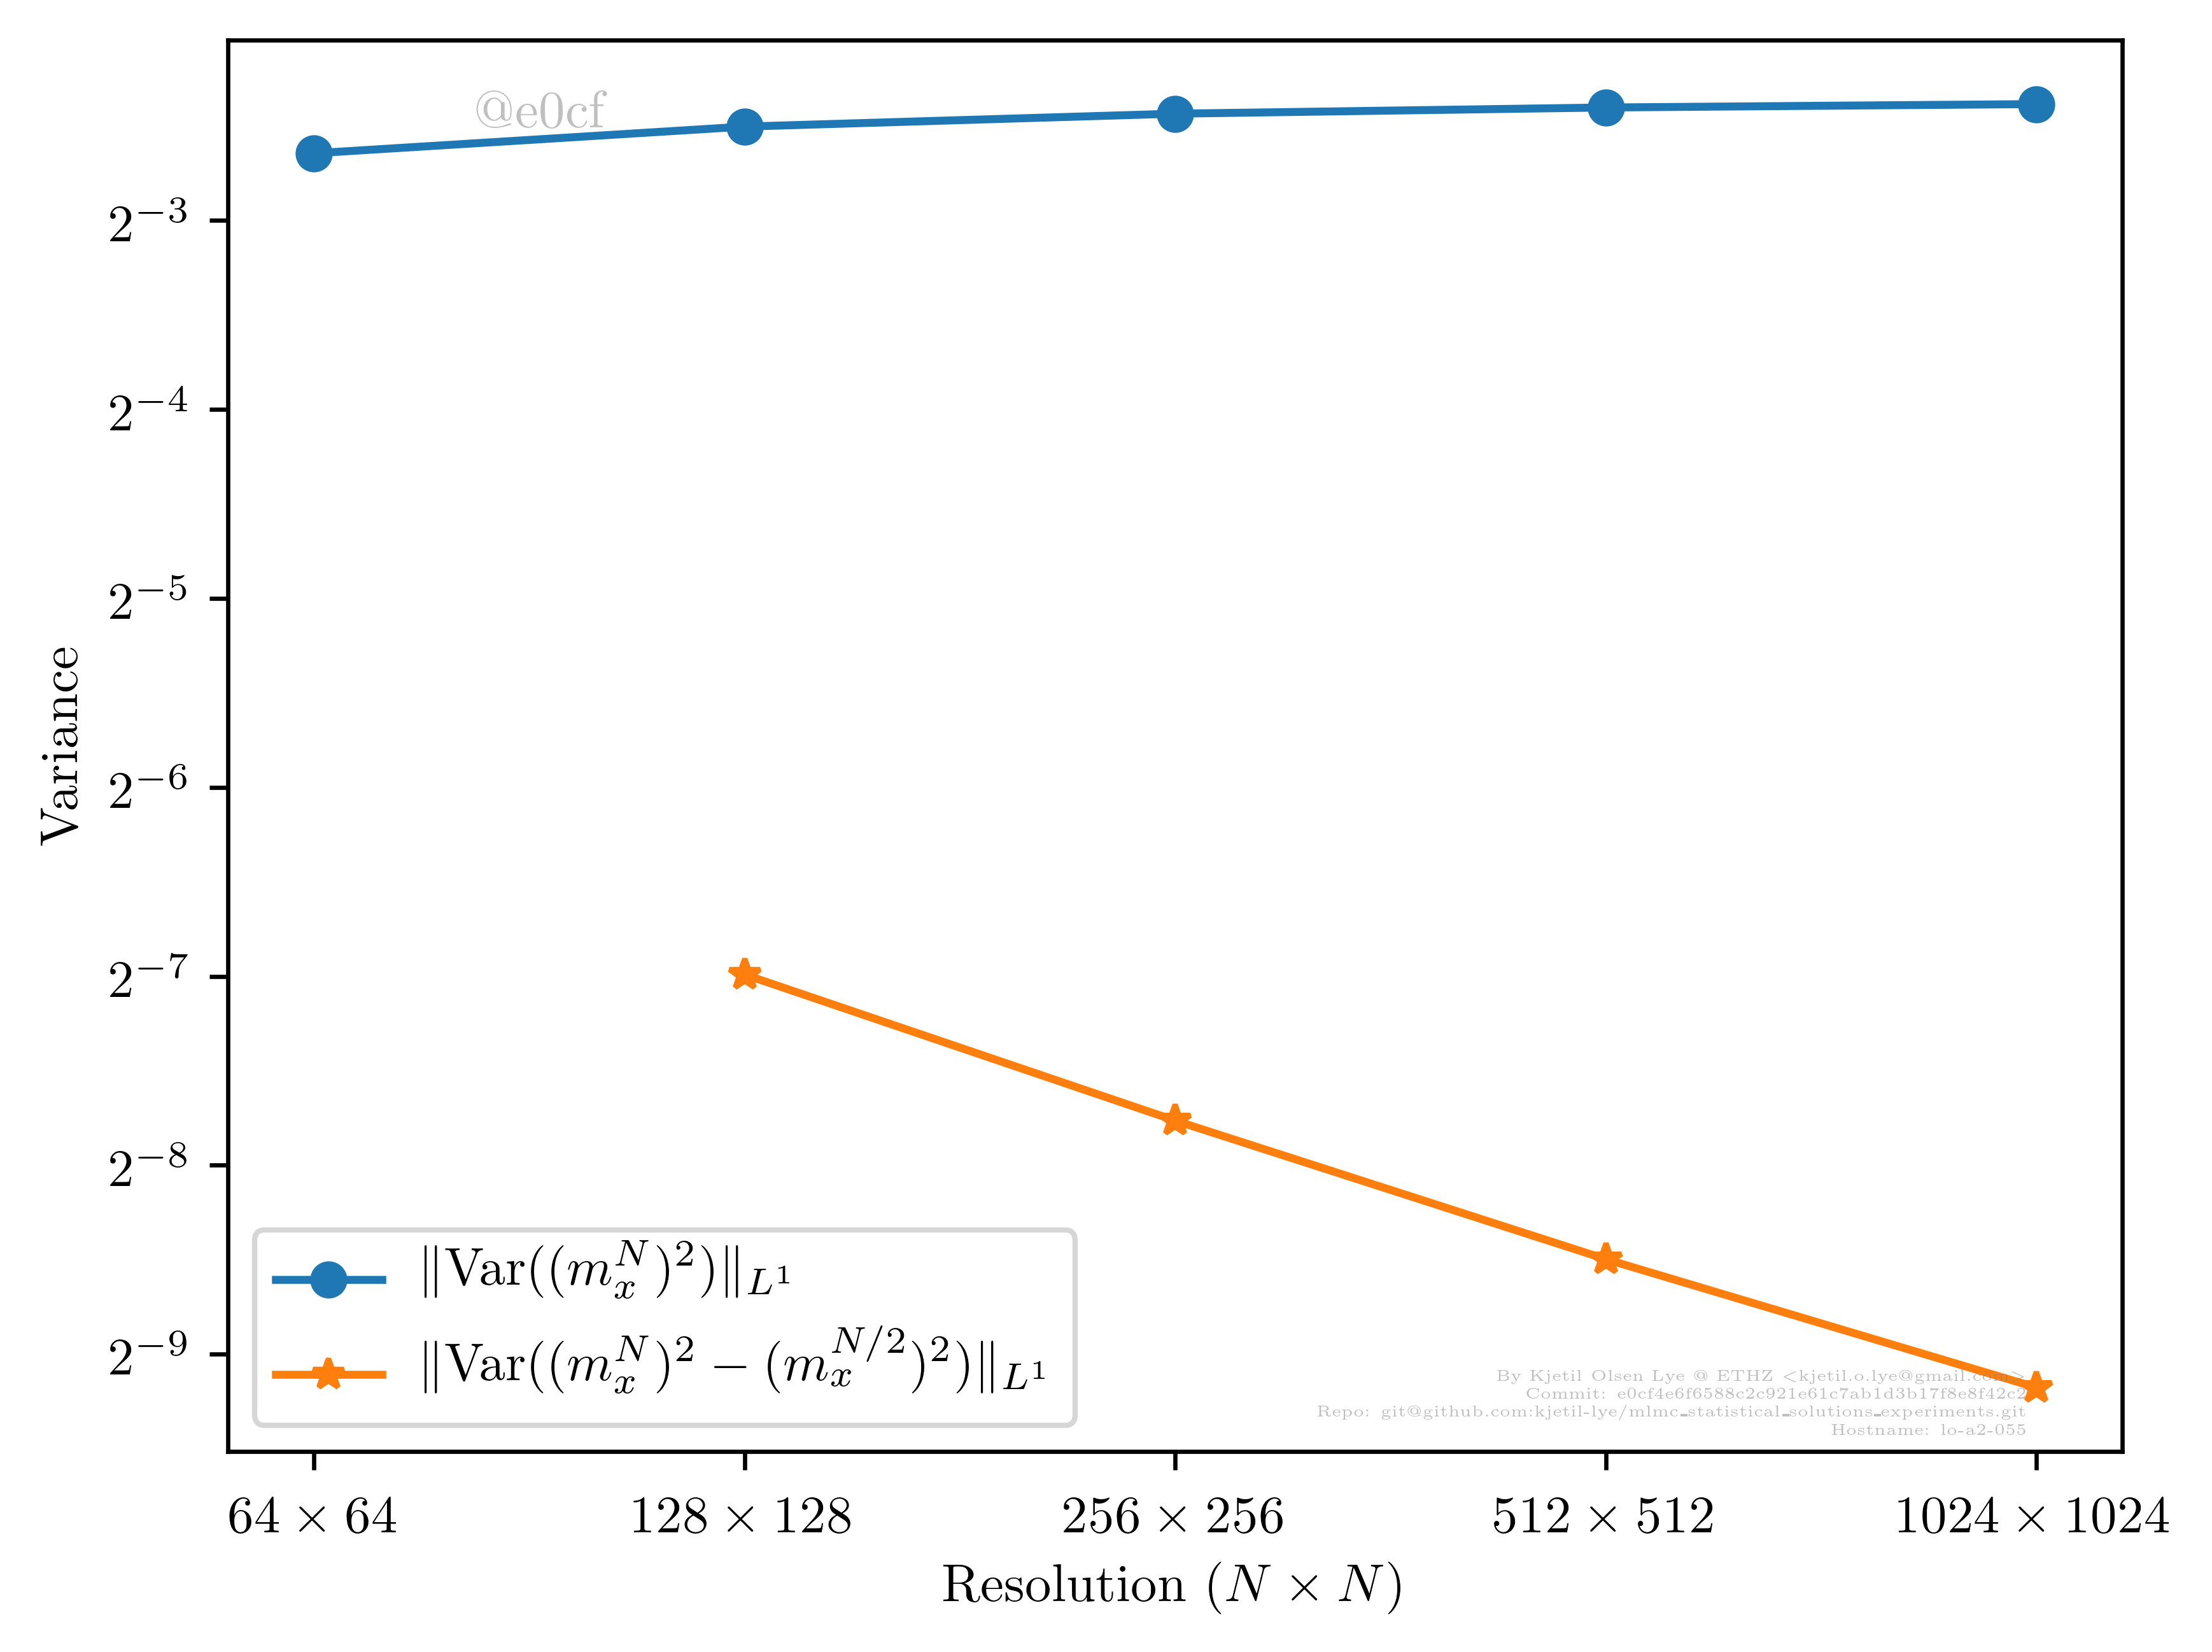 @e0cf
2⁻³
2⁻⁴
2⁻⁵
2⁻⁶
2⁻⁷
2⁻⁸
2⁻⁹
Variance
‖Var((m_x^N)²)‖_{L¹}
‖Var((m_x^N)² − (m_x^{N/2})²)‖_{L¹}
By Kjetil Olsen Lye @ ETHZ <kjetil.o.lye@gmail.com>
Commit: e0cf4e6f6588c2c921e61c7ab1d3b17f8e8f42c2
Repo: git@github.com:kjetil-lye/mlmc_statistical_solutions_experiments.git
Hostname: lo-a2-055
64 × 64
128 × 128
256 × 256
512 × 512
1024 × 1024
Resolution (N × N)